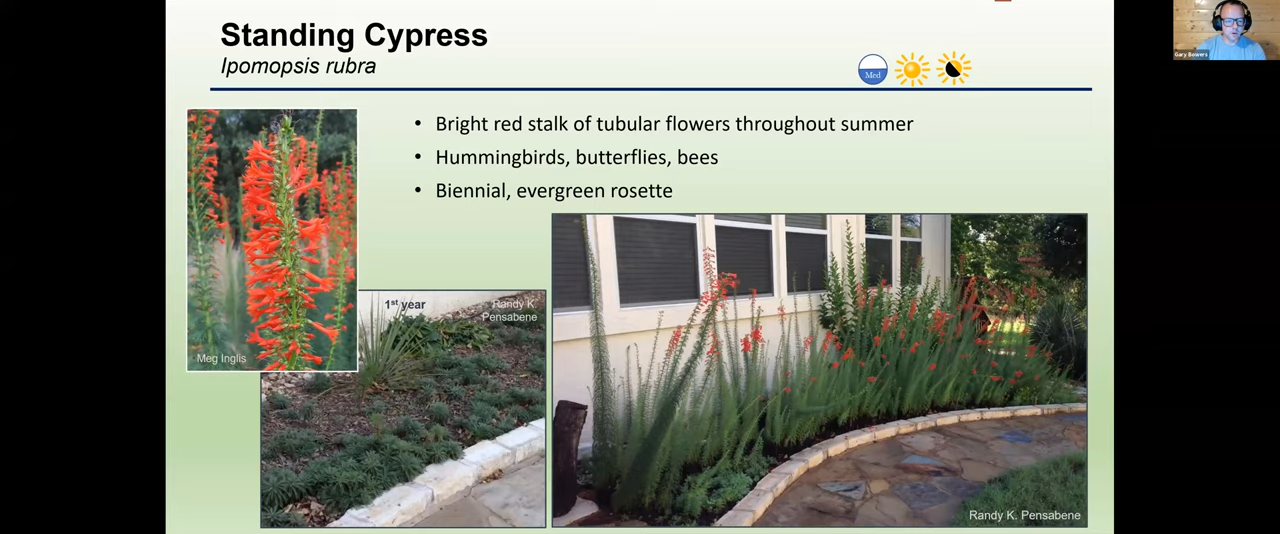 Standing Cypress
Ipomopsis rubra
Med
Gary Bowers
• Bright red stalk of tubular flowers throughout summer
• Hummingbirds, butterflies, bees
• Biennial, evergreen rosette
Meg Inglis
1st year
Randy K.
Pensabene
Randy K. Pensabene